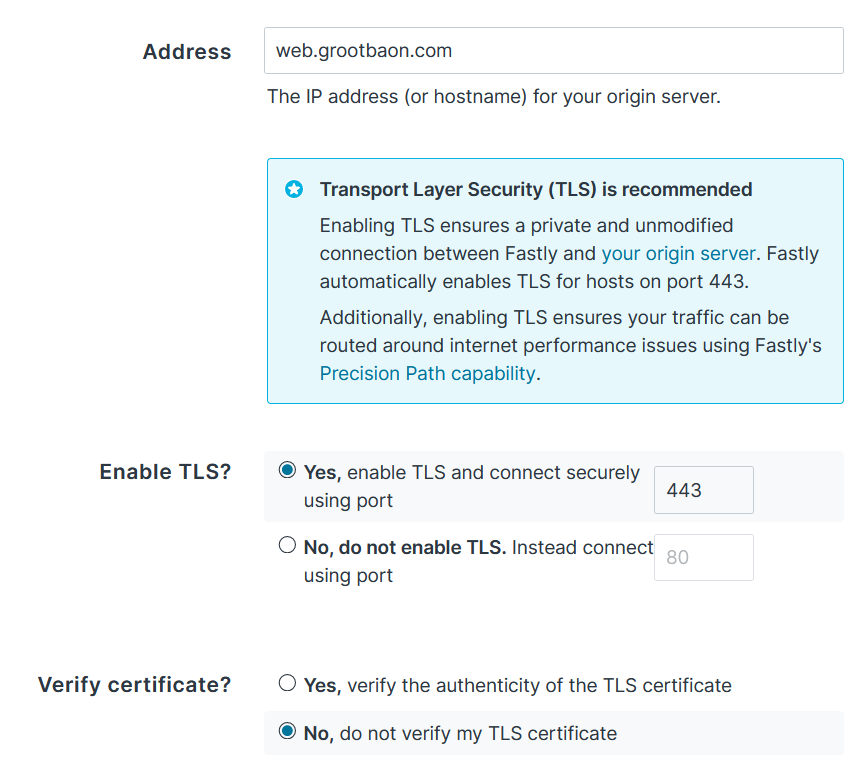 Address
web.grootbaon.com
The IP address (or hostname) for your origin server.
Transport Layer Security (TLS) is recommended
Enabling TLS ensures a private and unmodified
connection between Fastly and your origin server. Fastly
automatically enables TLS for hosts on port 443.
Additionally, enabling TLS ensures your traffic can be
routed around internet performance issues using Fastly's
Precision Path capability.
Enable TLS?
Yes, enable TLS and connect securely
using port
443
No, do not enable TLS. Instead connect
using port
80
Verify certificate?
Yes, verify the authenticity of the TLS certificate
No, do not verify my TLS certificate